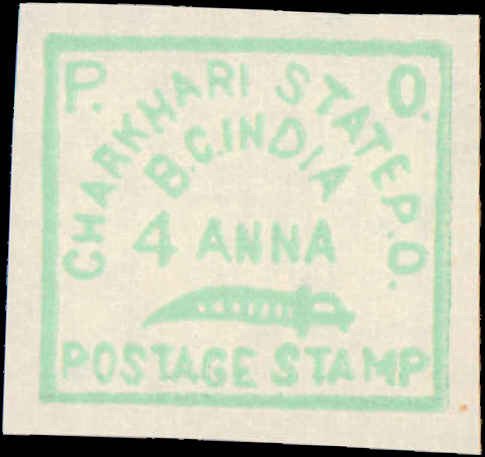 P. O.
CHARKHARI STATE P.O.
B.C.INDIA
4 ANNA
POSTAGE STAMP